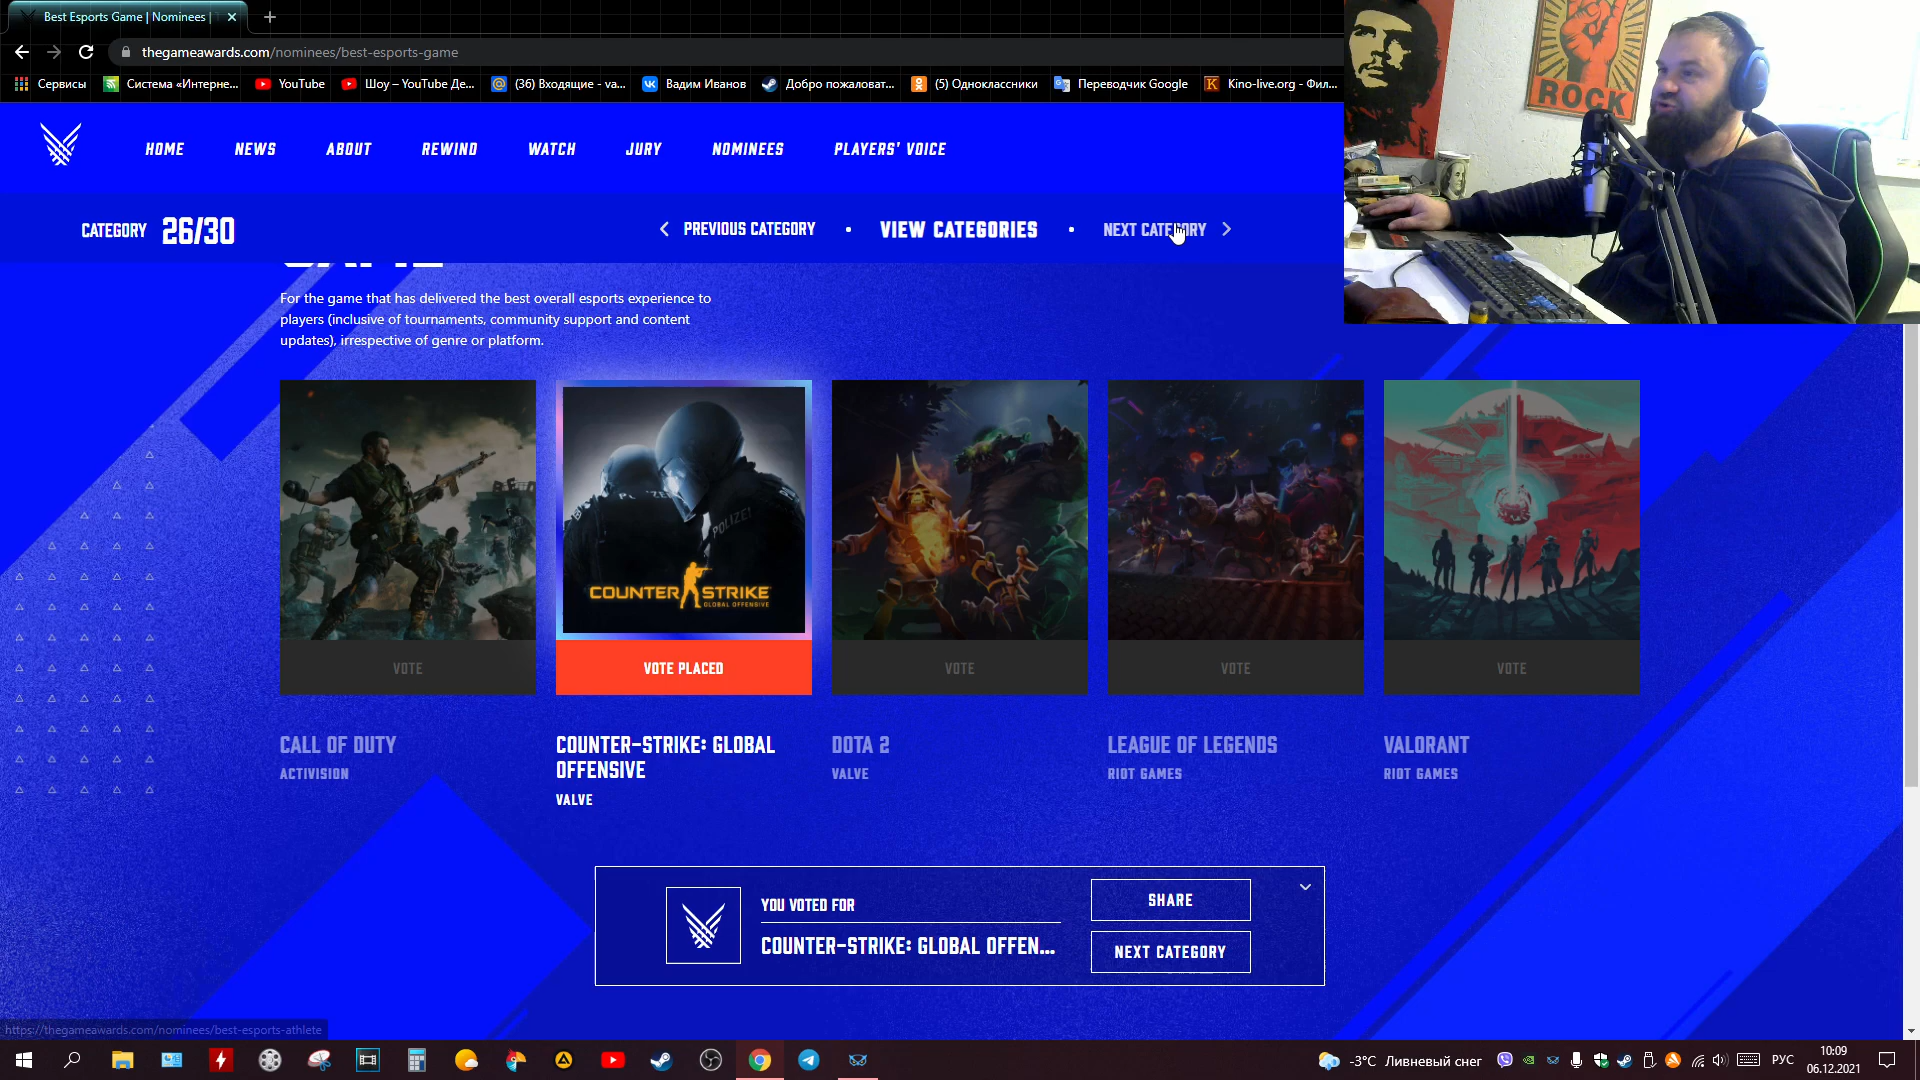 Best Esports Game | Nominees |
thegameawards.com/nominees/best-esports-game
Сервисы
Система «Интерне...
YouTube
Шоу – YouTube Де...
(36) Входящие - va...
Вадим Иванов
Добро пожаловат...
(5) Одноклассники
Переводчик Google
Kino-live.org - Фил...
ROCK
HOME
NEWS
ABOUT
REWIND
WATCH
JURY
NOMINEES
PLAYERS' VOICE
CATEGORY 26/30
PREVIOUS CATEGORY
VIEW CATEGORIES
NEXT CATEGORY
For the game that has delivered the best overall esports experience to
players (inclusive of tournaments, community support and content
updates), irrespective of genre or platform.
POLIZEI
COUNTER STRIKE
GLOBAL OFFENSIVE
VOTE
VOTE PLACED
VOTE
VOTE
VOTE
CALL OF DUTY
ACTIVISION
COUNTER-STRIKE: GLOBAL
OFFENSIVE
VALVE
DOTA 2
VALVE
LEAGUE OF LEGENDS
RIOT GAMES
VALORANT
RIOT GAMES
YOU VOTED FOR
COUNTER-STRIKE: GLOBAL OFFEN...
SHARE
NEXT CATEGORY
https://thegameawards.com/nominees/best-esports-athlete
-3°C Ливневый снег
РУС
10:09
06.12.2021